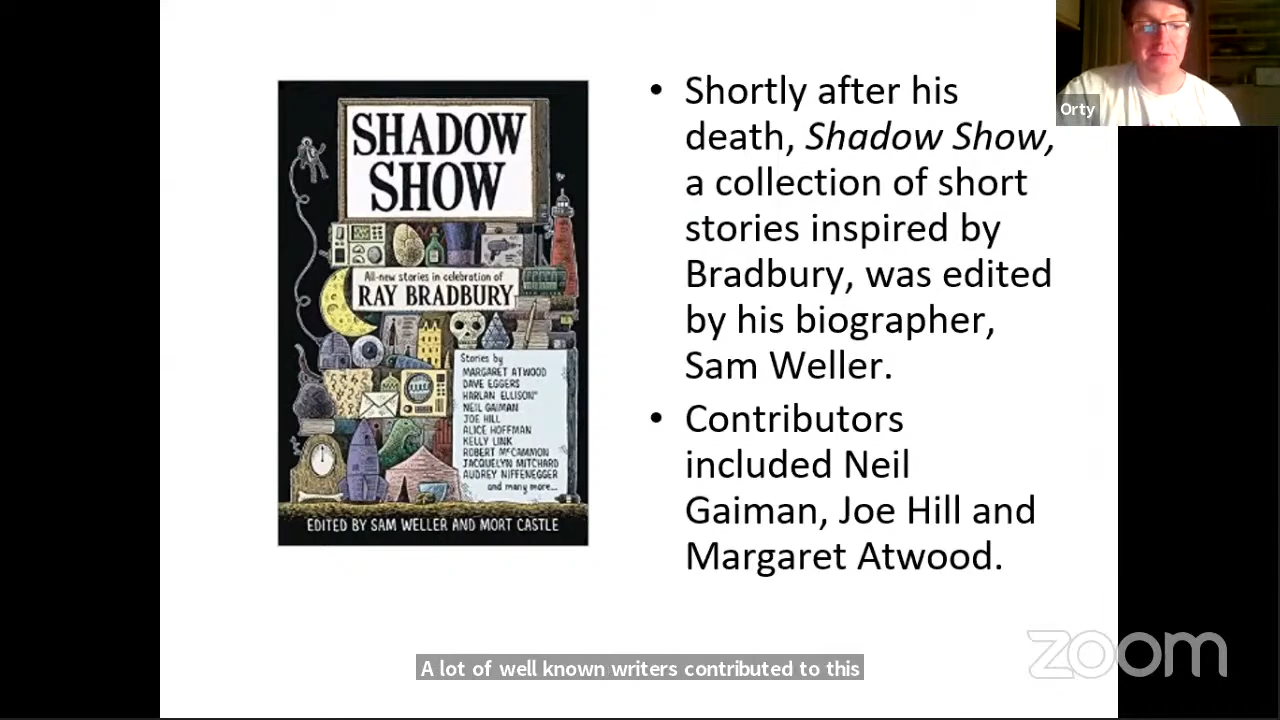 SHADOW
SHOW
All-new stories in celebration of
RAY BRADBURY
Stories by
MARGARET ATWOOD
DAVE EGGERS
HARLAN ELLISON®
NEIL GAIMAN
JOE HILL
ALICE HOFFMAN
KELLY LINK
ROBERT McCAMMON
JACQUELYN MITCHARD
AUDREY NIFFENEGGER
and many more...
EDITED BY SAM WELLER AND MORT CASTLE
• Shortly after his
death, Shadow Show,
a collection of short
stories inspired by
Bradbury, was edited
by his biographer,
Sam Weller.
• Contributors
included Neil
Gaiman, Joe Hill and
Margaret Atwood.
Orty
zoom
A lot of well known writers contributed to this